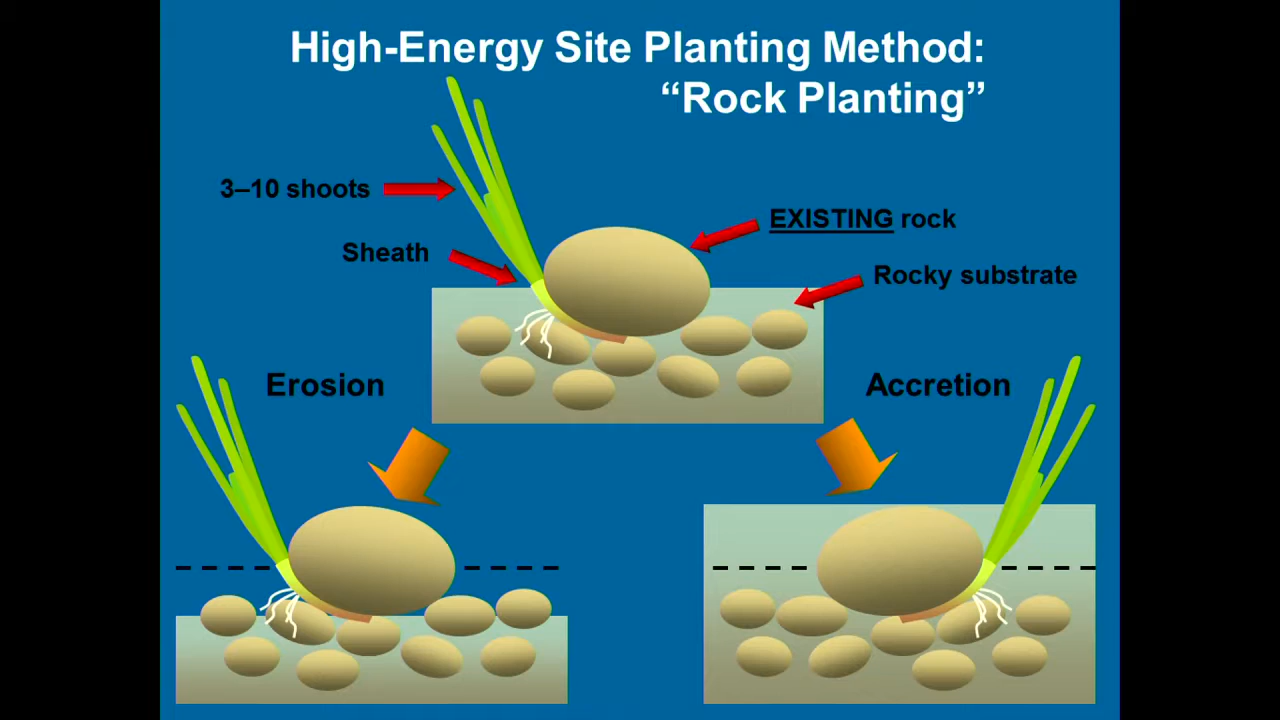 High-Energy Site Planting Method:
“Rock Planting”
3–10 shoots
EXISTING rock
Sheath
Rocky substrate
Erosion
Accretion